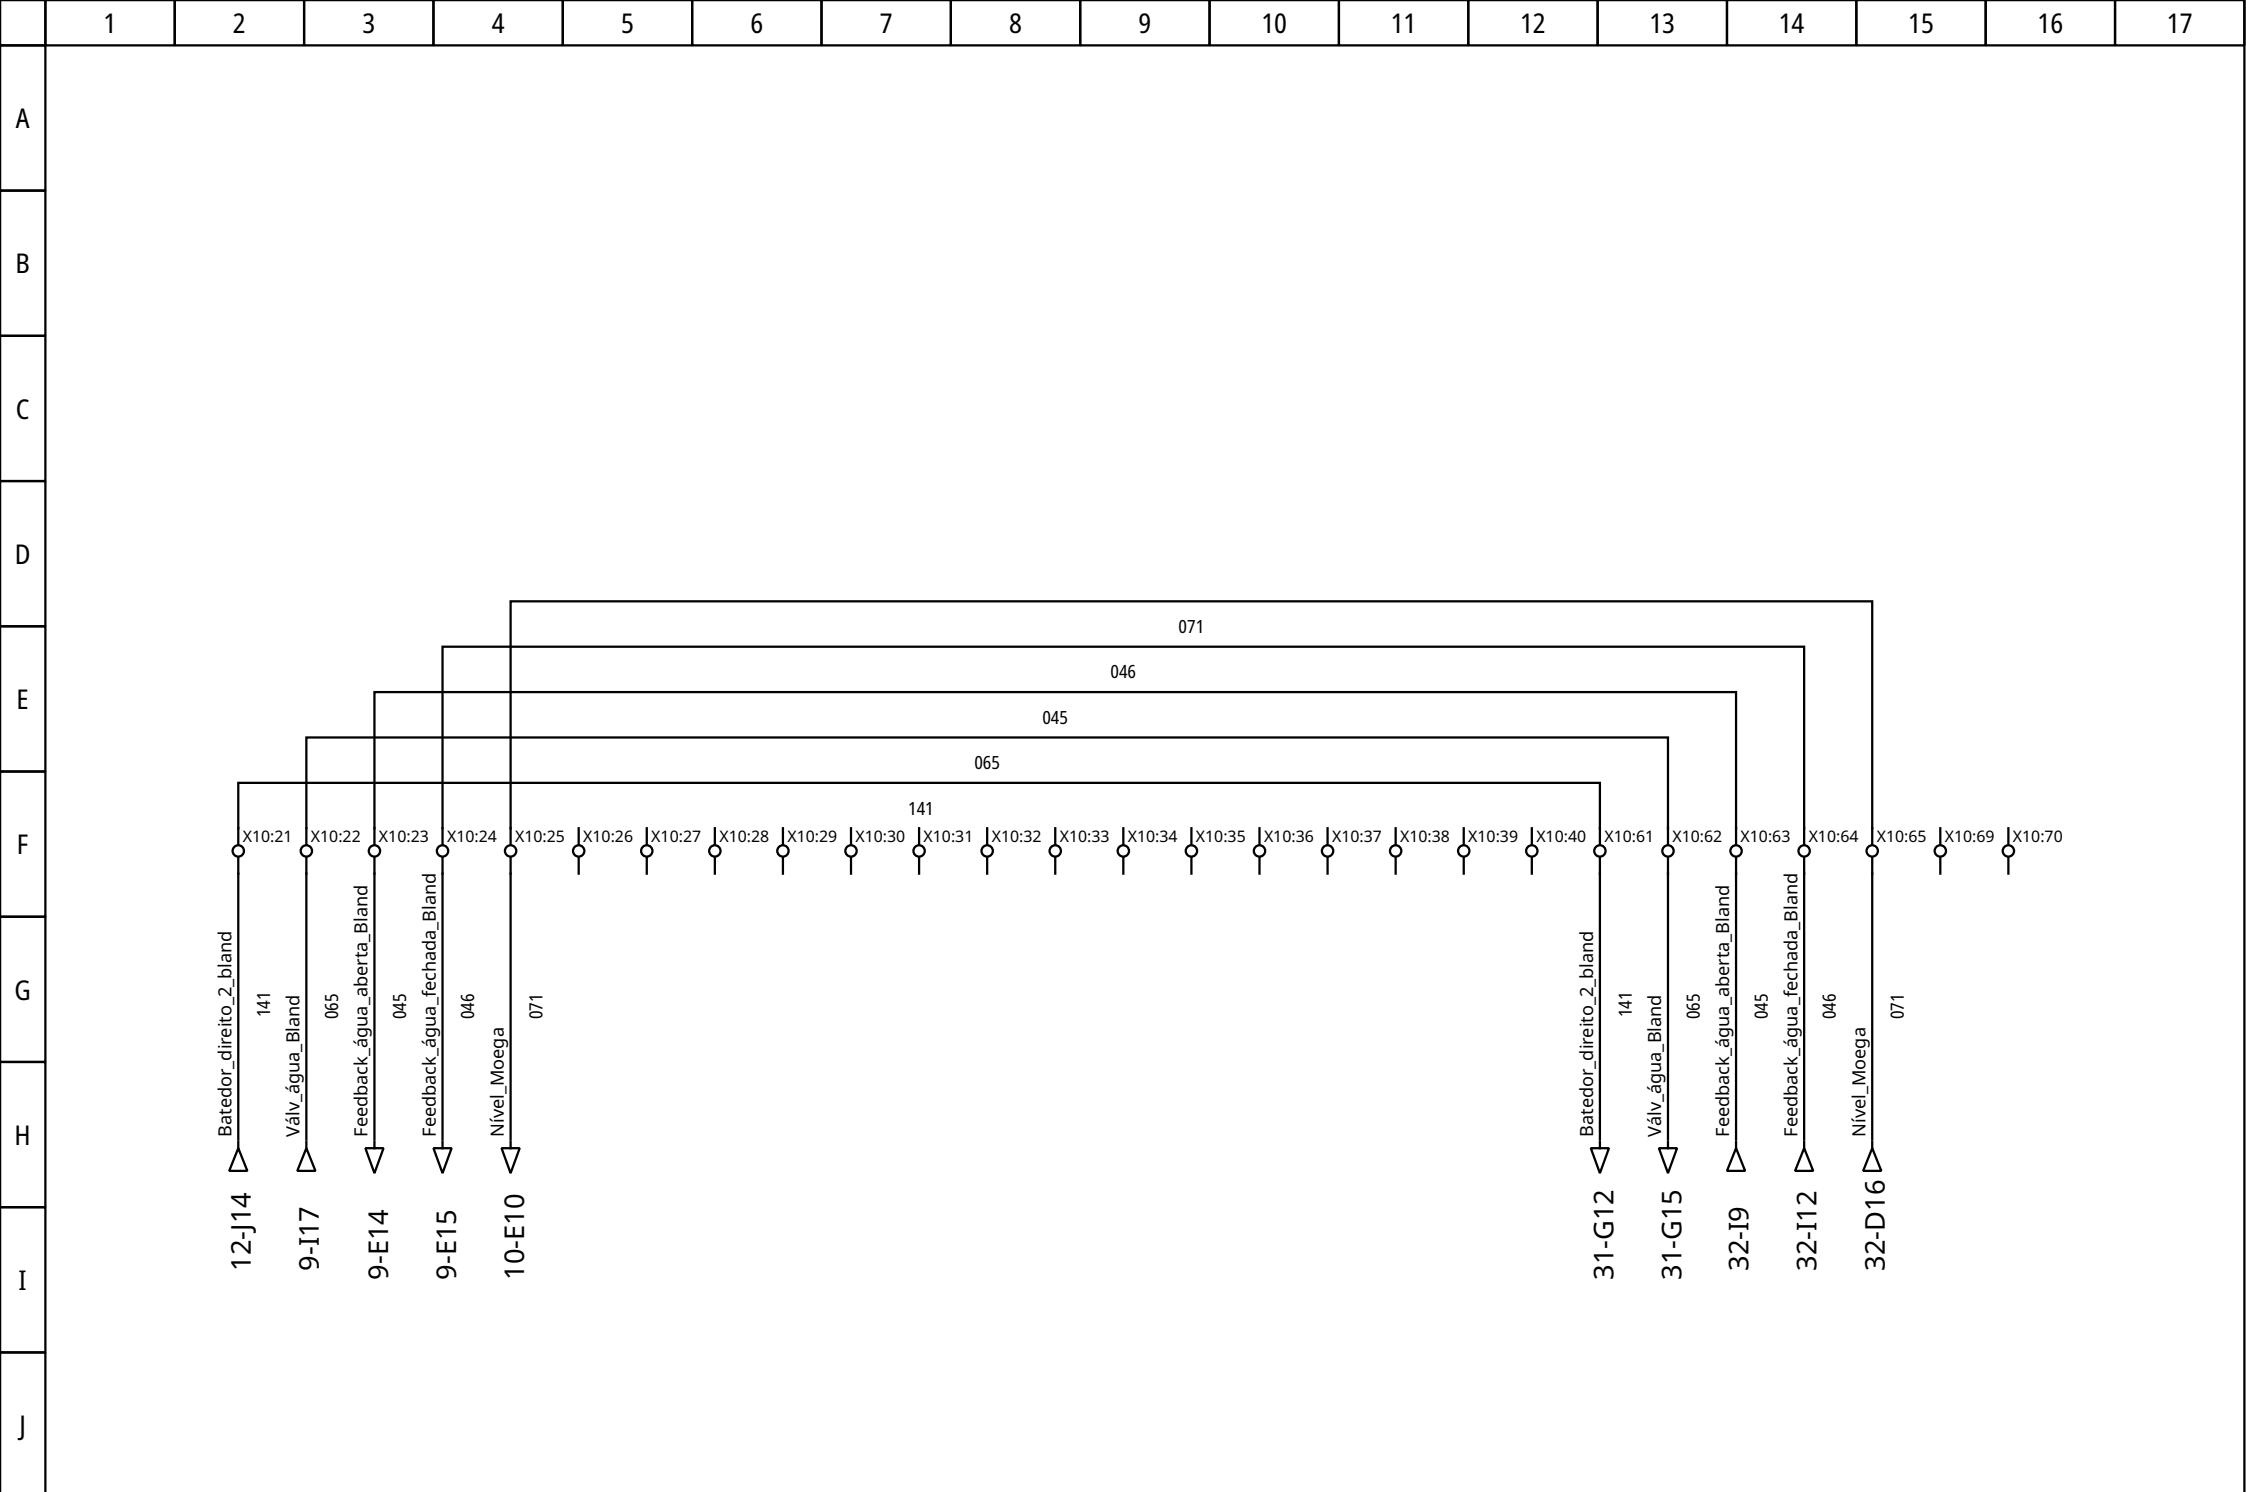 1 2 3 4 5 6 7 8 9 10 11 12 13 14 15 16 17
A
B
C
D
071
046
E
045
065
141
F
X10:21 X10:22 X10:23 X10:24 X10:25 X10:26 X10:27 X10:28 X10:29 X10:30 X10:31 X10:32 X10:33 X10:34 X10:35 X10:36 X10:37 X10:38 X10:39 X10:40 X10:61 X10:62 X10:63 X10:64 X10:65 X10:69 X10:70
G
Batedor_direito_2_bland
141
Válv_água_Bland
065
Feedback_água_aberta_Bland
045
Feedback_água_fechada_Bland
046
Nível_Moega
071
Batedor_direito_2_bland
141
Válv_água_Bland
065
Feedback_água_aberta_Bland
045
Feedback_água_fechada_Bland
046
Nível_Moega
071
H
12-J14
9-I17
9-E14
9-E15
10-E10
31-G12
31-G15
32-I9
32-I12
32-D16
I
J